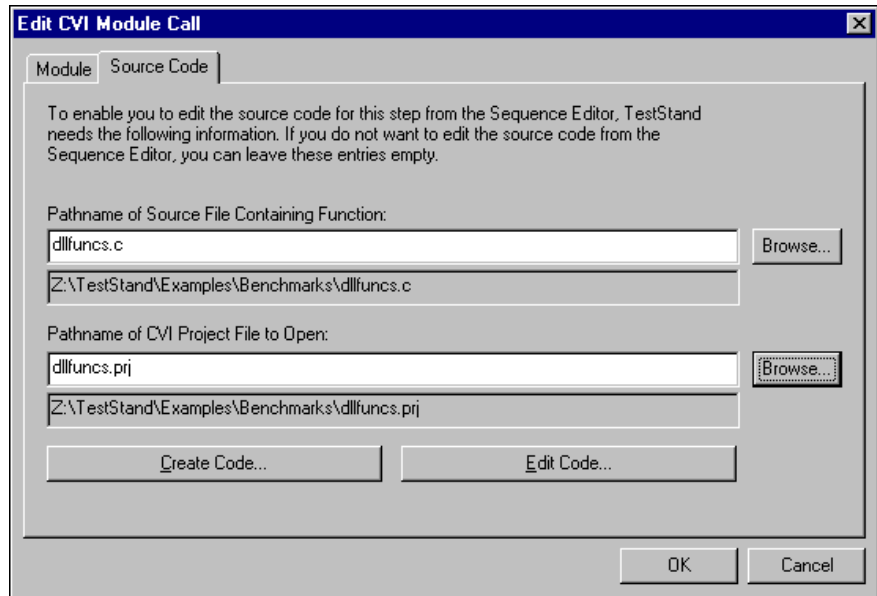 Edit CVI Module Call
Module
Source Code
To enable you to edit the source code for this step from the Sequence Editor, TestStand
needs the following information. If you do not want to edit the source code from the
Sequence Editor, you can leave these entries empty.
Pathname of Source File Containing Function:
dllfuncs.c
Browse...
Z:\TestStand\Examples\Benchmarks\dllfuncs.c
Pathname of CVI Project File to Open:
dllfuncs.prj
Browse...
Z:\TestStand\Examples\Benchmarks\dllfuncs.prj
Create Code...
Edit Code...
OK
Cancel